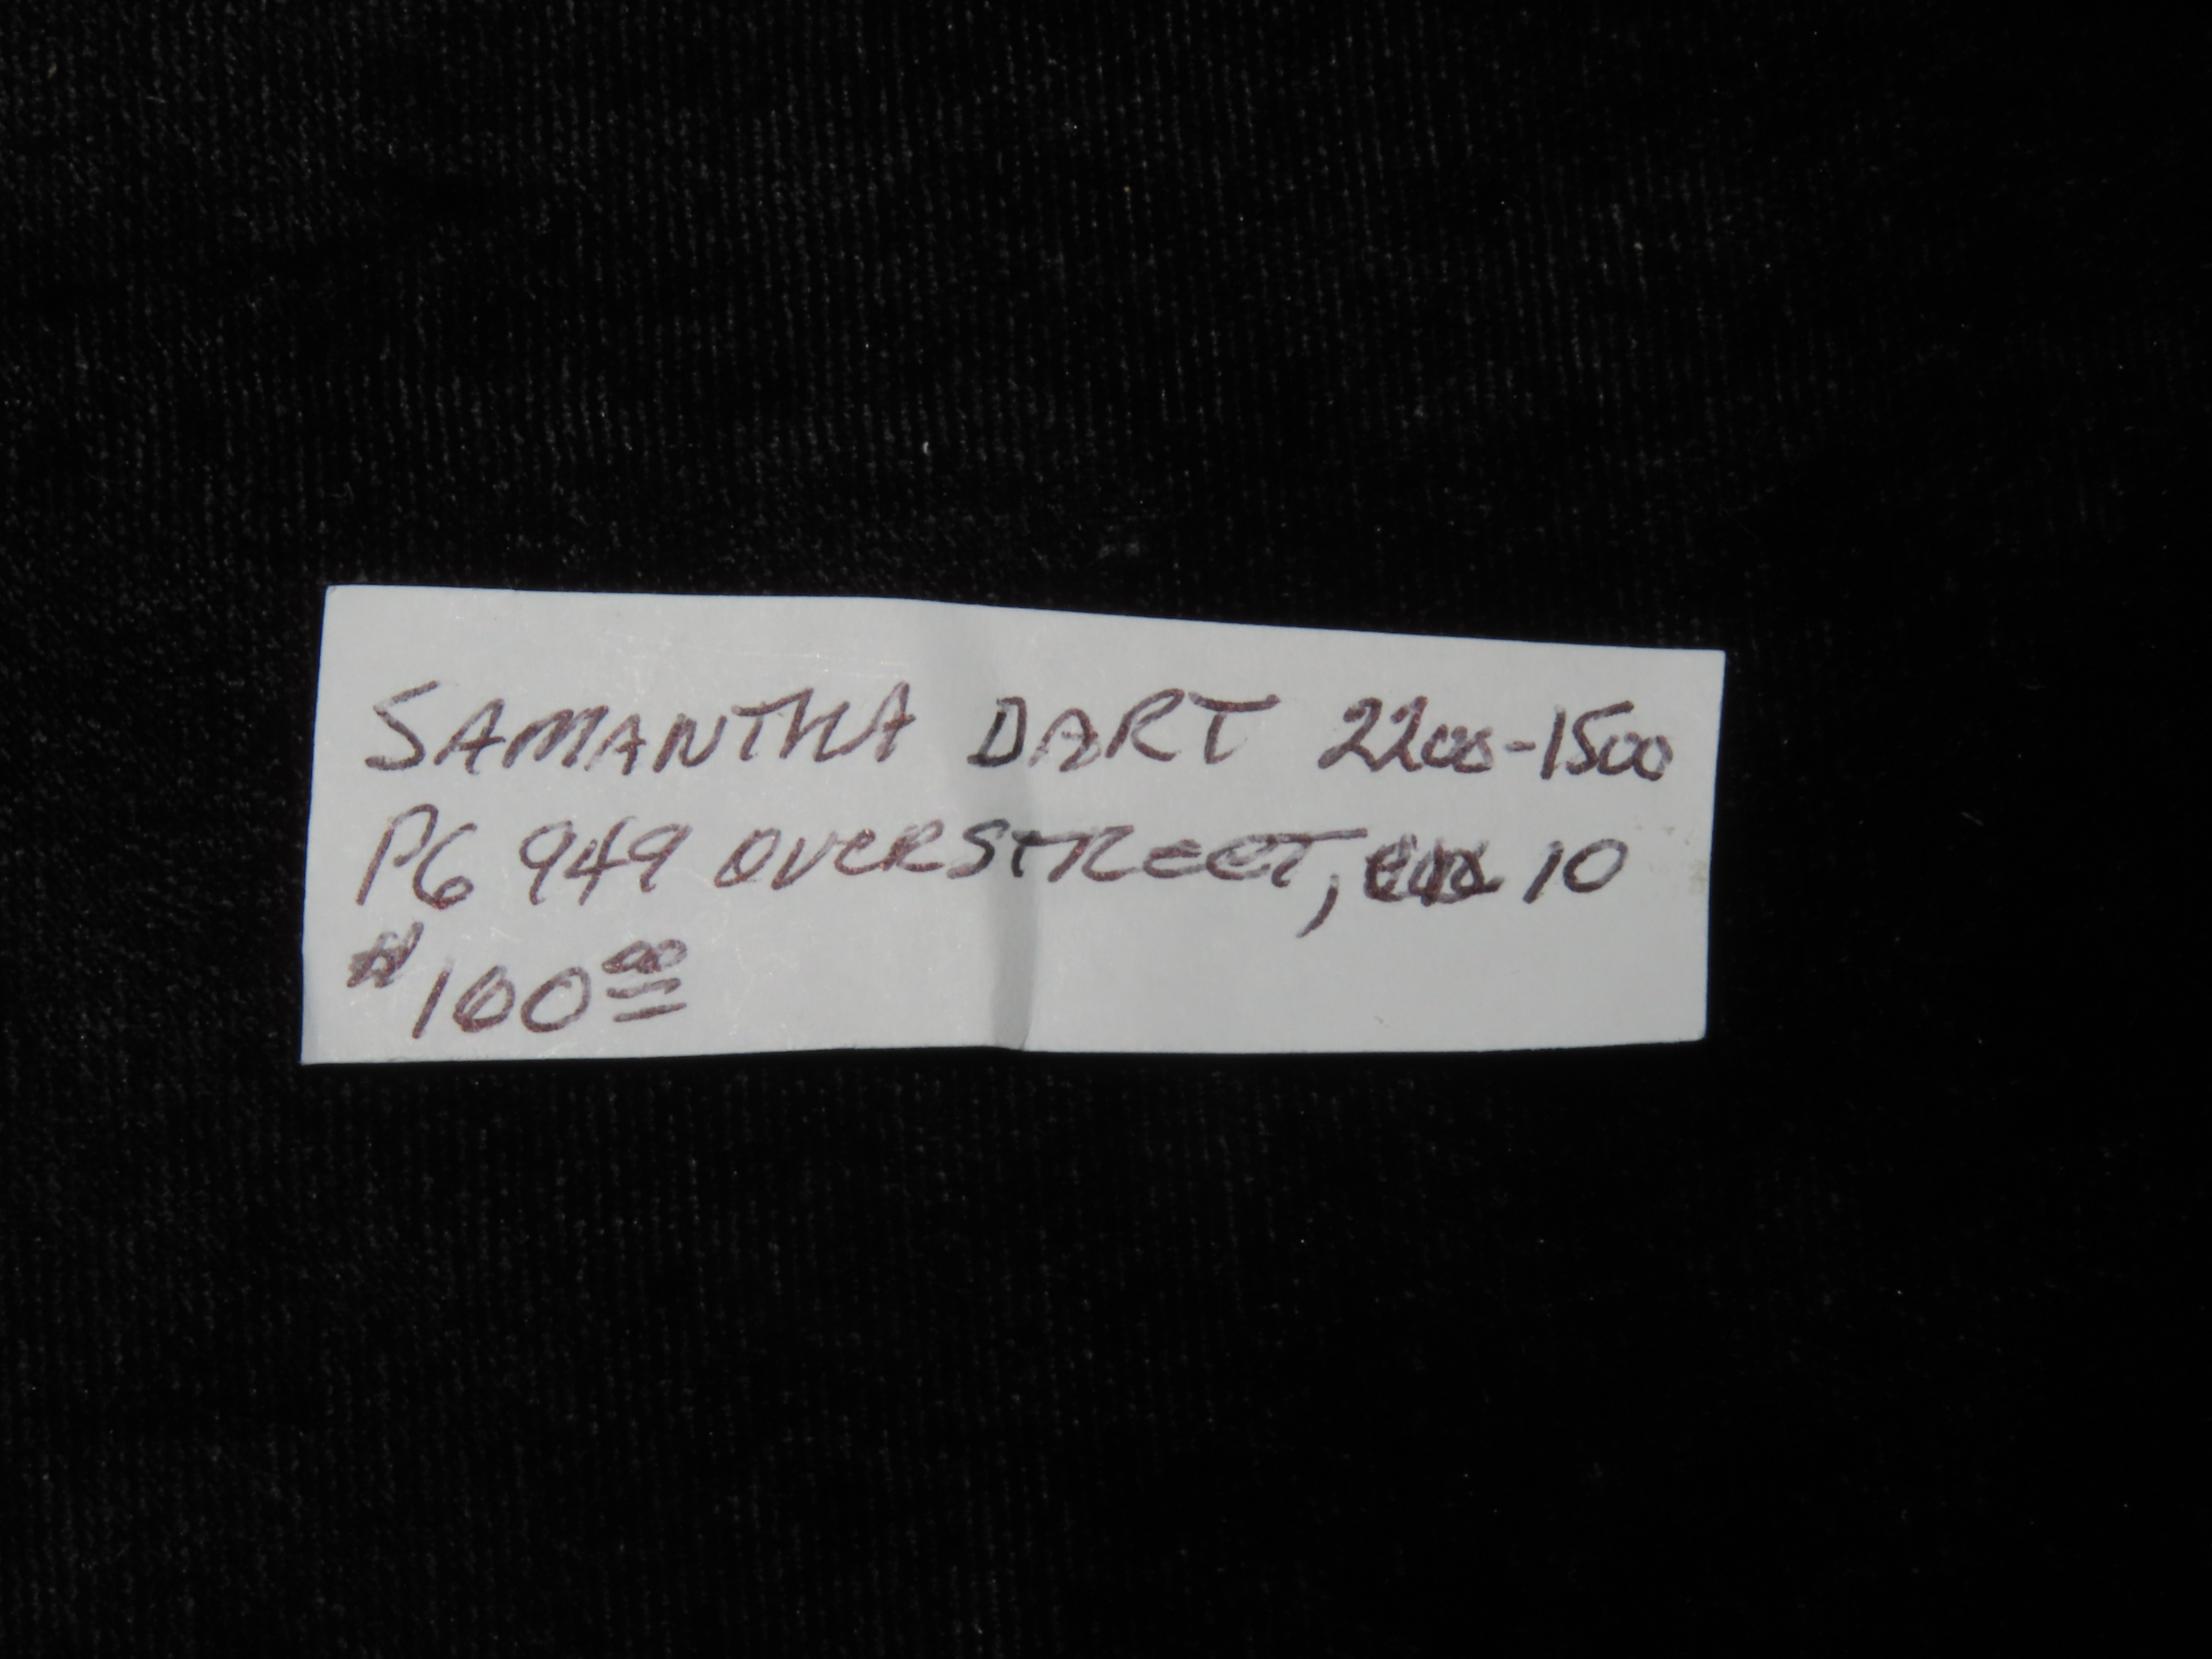 SAMANTHA DART 2200-1500
PG 949 OVERSTREET, 10
$100.00